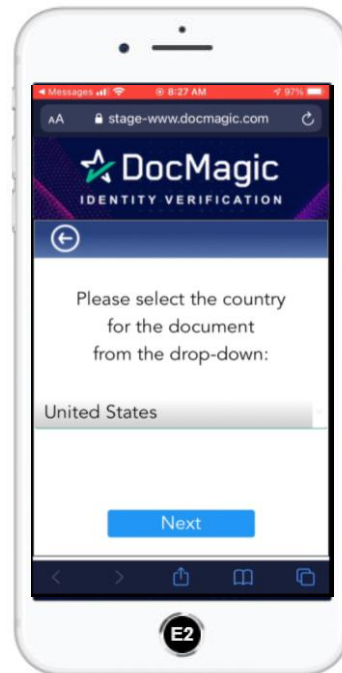 Messages 8:27 AM 97%
AA stage-www.docmagic.com
DocMagic
IDENTITY VERIFICATION
Please select the country
for the document
from the drop-down:
United States
Next
E2